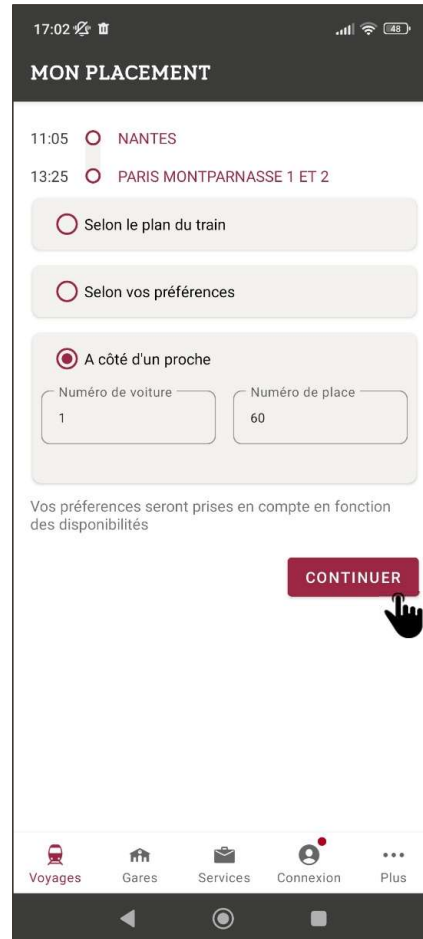 17:02
48
MON PLACEMENT
11:05 NANTES
13:25 PARIS MONTPARNASSE 1 ET 2
Selon le plan du train
Selon vos préférences
A côté d'un proche
Numéro de voiture Numéro de place
1 60
Vos préferences seront prises en compte en fonction
des disponibilités
CONTINUER
Voyages Gares Services Connexion Plus